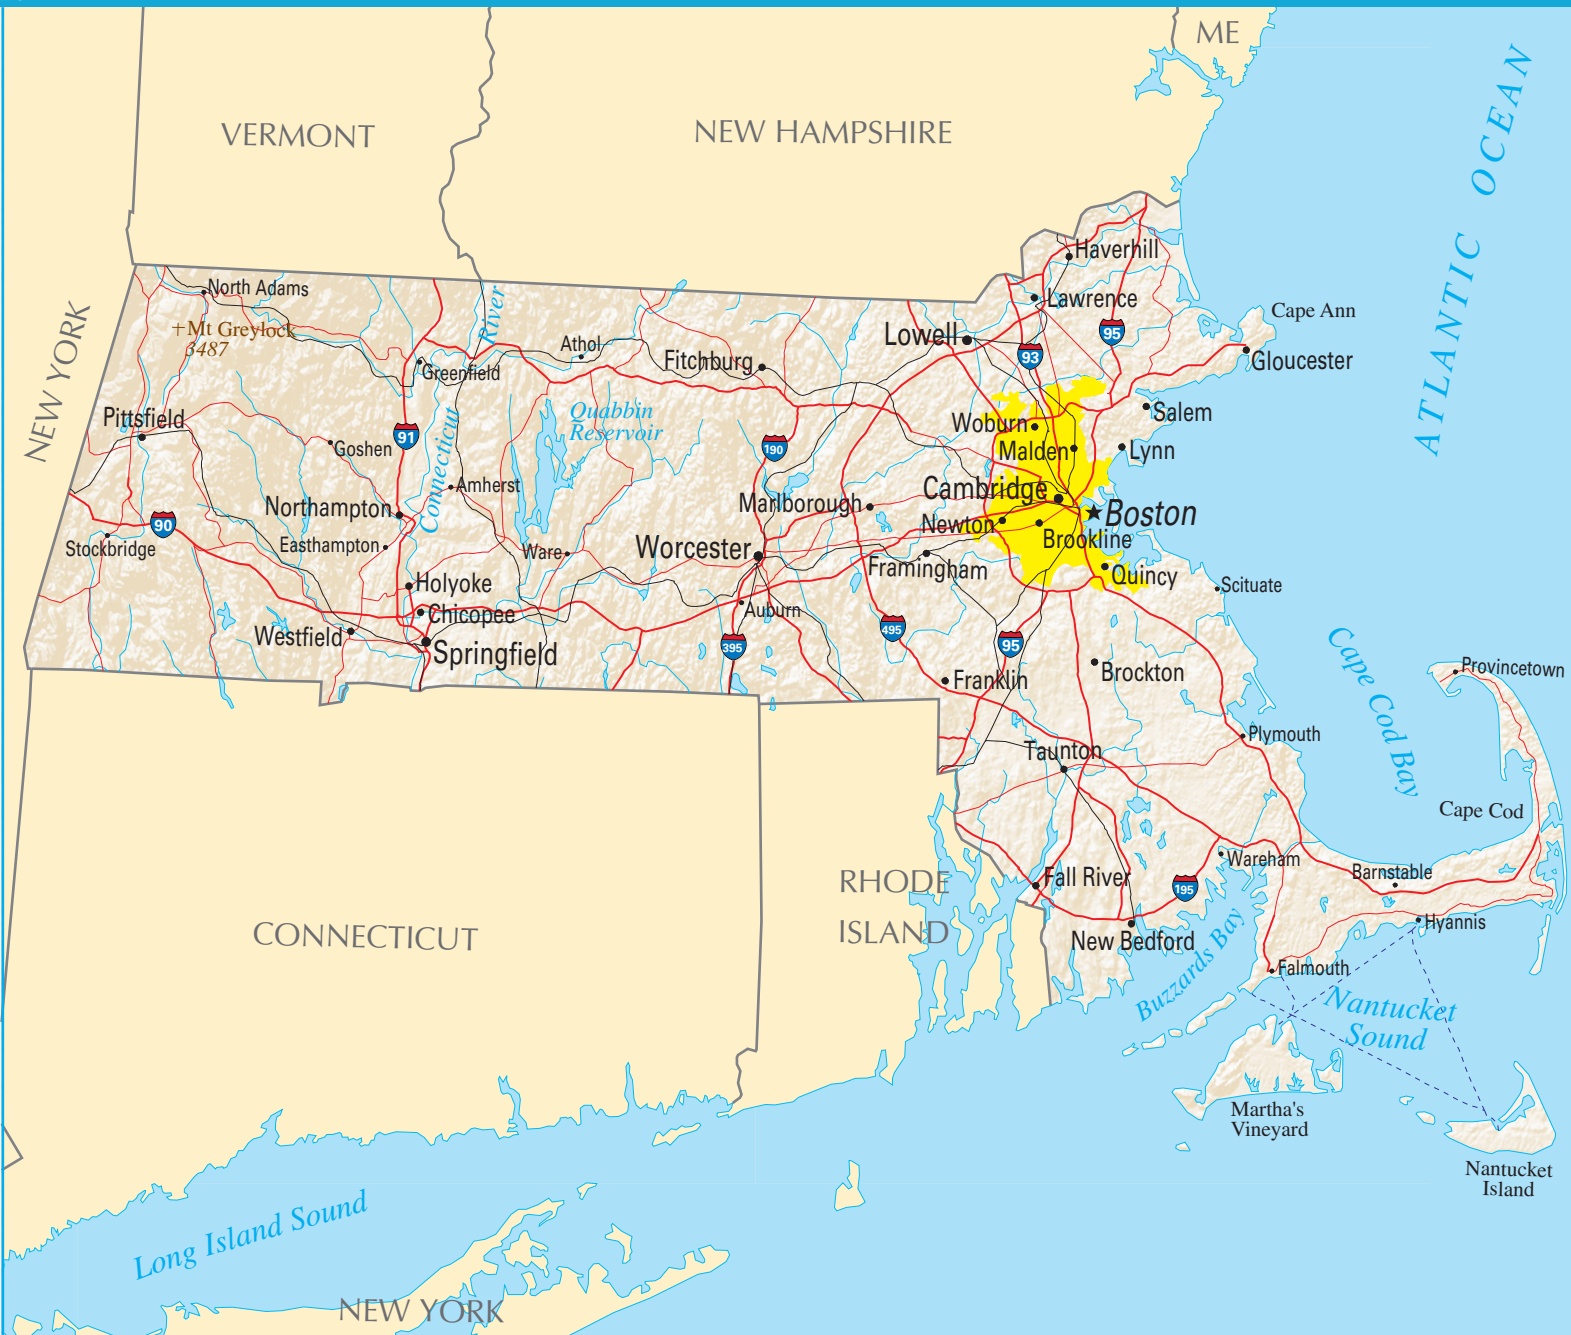 ME
VERMONT
NEW HAMPSHIRE
ATLANTIC OCEAN
NEW YORK
Haverhill
North Adams
River
Lawrence
Cape Ann
+Mt Greylock
3487
Athol
Lowell
95
93
Fitchburg
Gloucester
Greenfield
Pittsfield
Quabbin
Reservoir
Salem
Woburn
91
Goshen
190
Malden
Lynn
Connecticut
Amherst
Cambridge
Northampton
Marlborough
Boston
90
Newton
Stockbridge
Easthampton
Ware
Worcester
Brookline
Framingham
Quincy
Holyoke
Scituate
Chicopee
Auburn
Westfield
495
Springfield
395
95
Cape Cod Bay
Brockton
Franklin
Provincetown
Plymouth
Taunton
Cape Cod
Wareham
RHODE
ISLAND
Fall River
195
Barnstable
Hyannis
CONNECTICUT
New Bedford
Buzzards Bay
Falmouth
Nantucket
Sound
Martha's
Vineyard
Nantucket
Island
Long Island Sound
NEW YORK